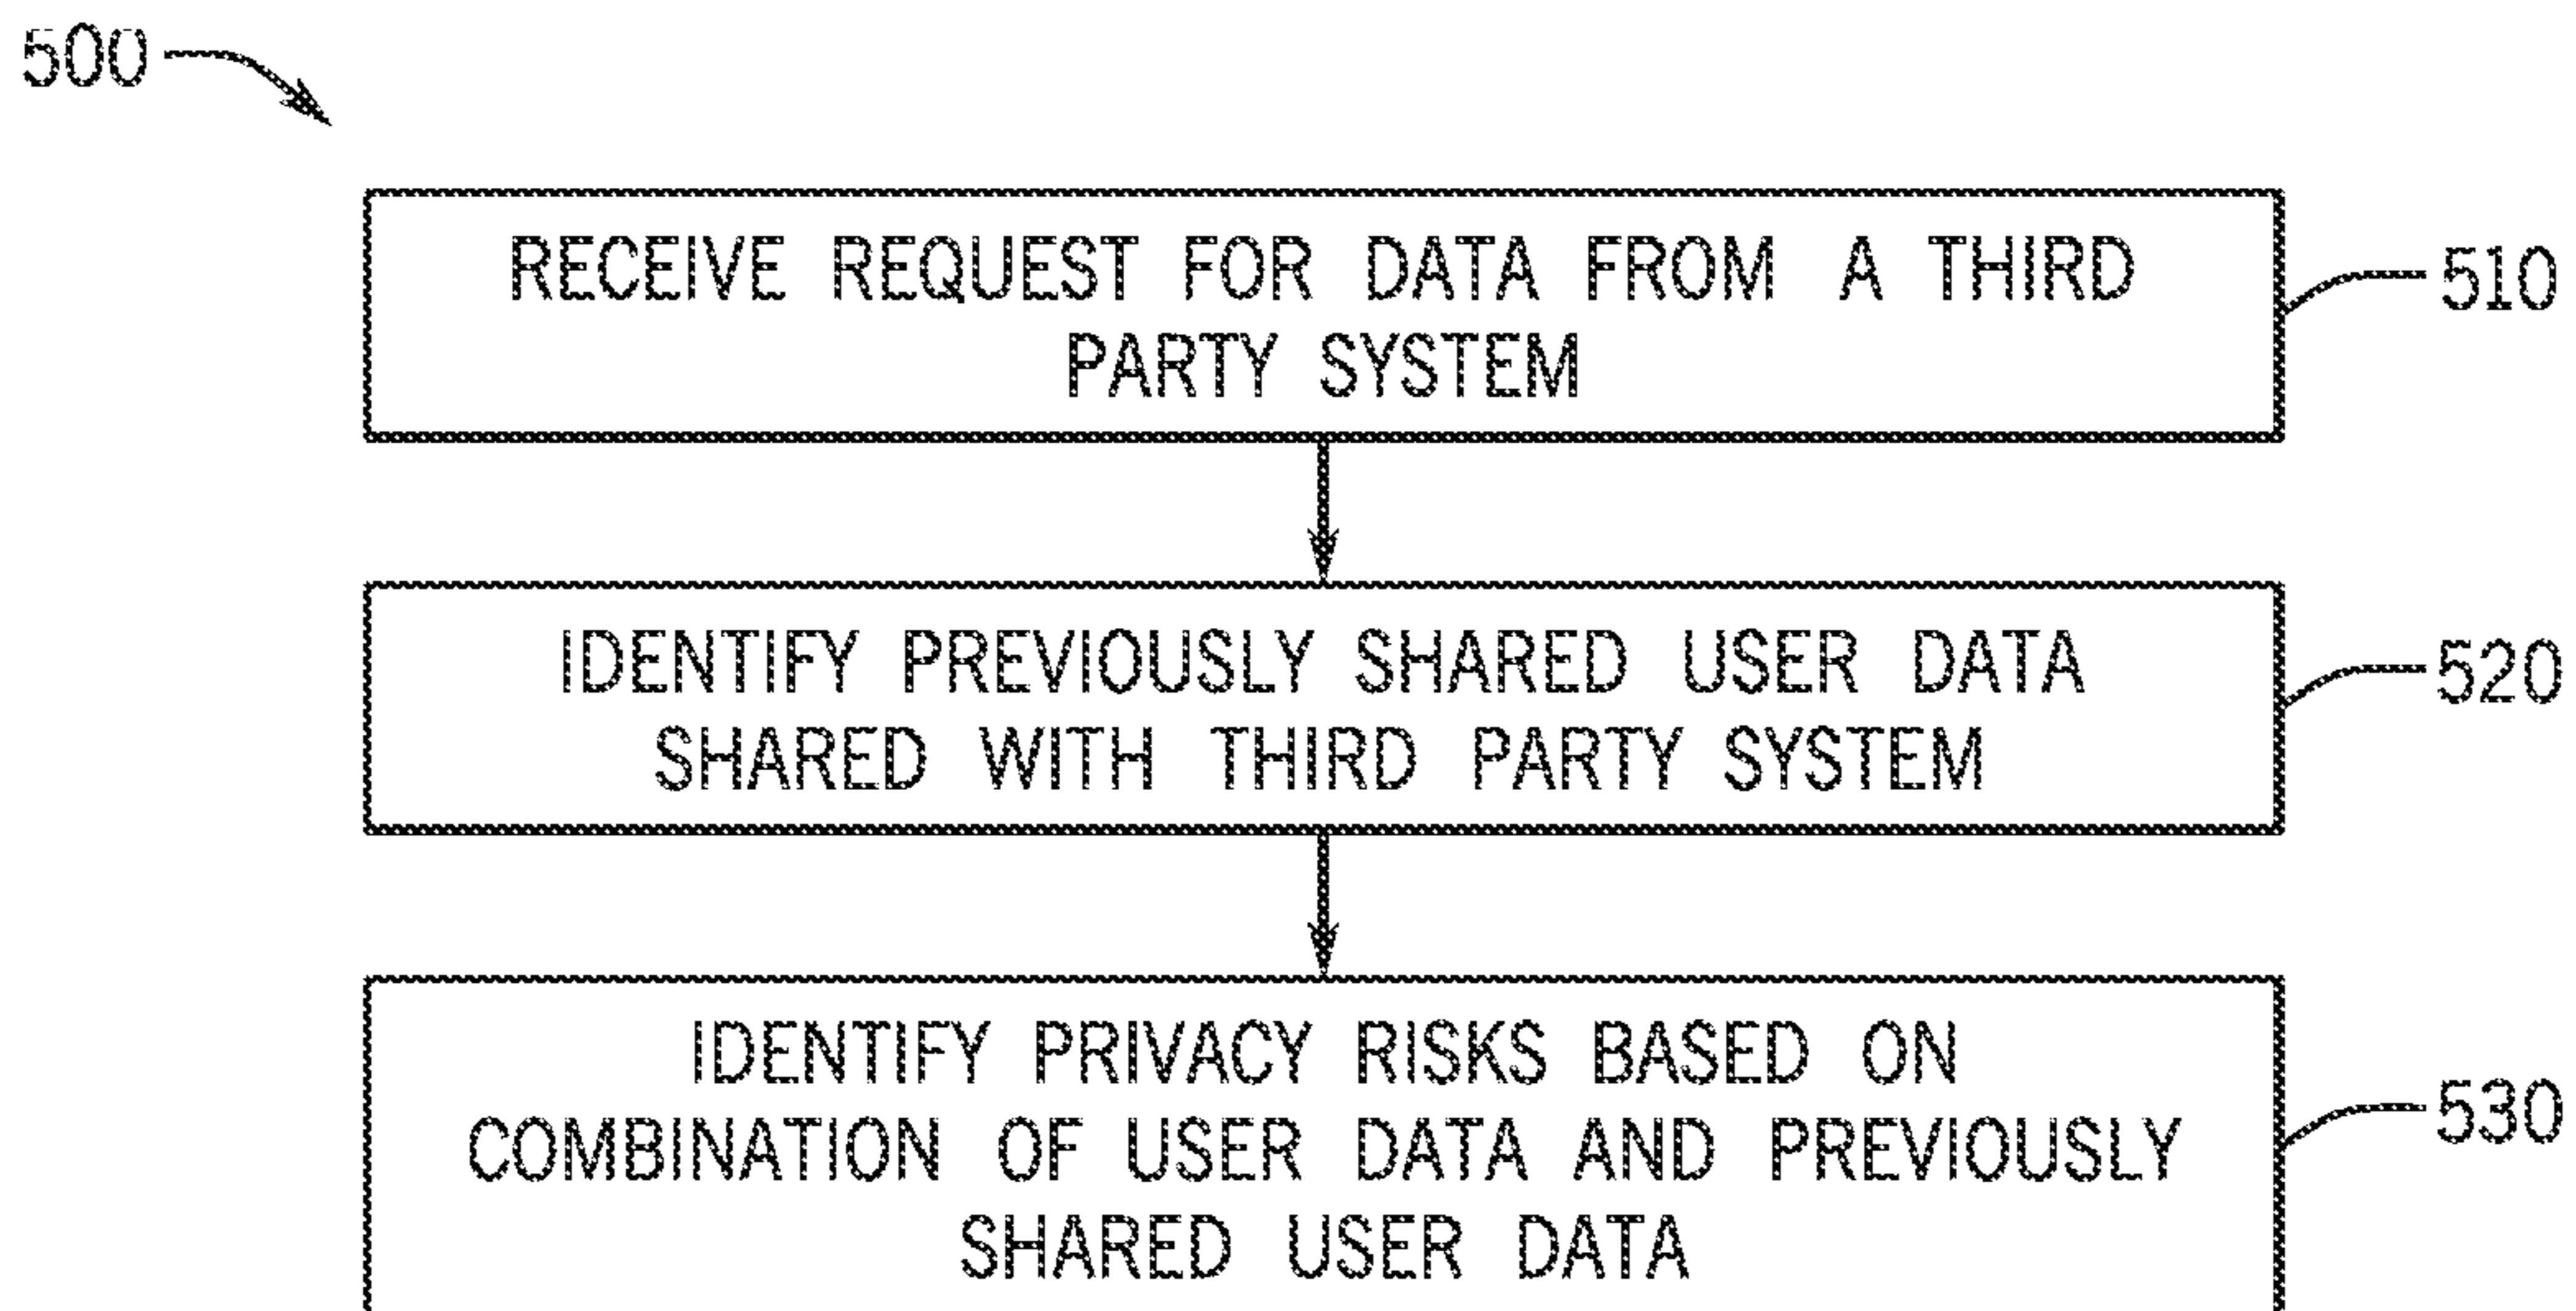 500
RECEIVE REQUEST FOR DATA FROM A THIRD
PARTY SYSTEM
510
IDENTIFY PREVIOUSLY SHARED USER DATA
SHARED WITH THIRD PARTY SYSTEM
520
IDENTIFY PRIVACY RISKS BASED ON
COMBINATION OF USER DATA AND PREVIOUSLY
SHARED USER DATA
530